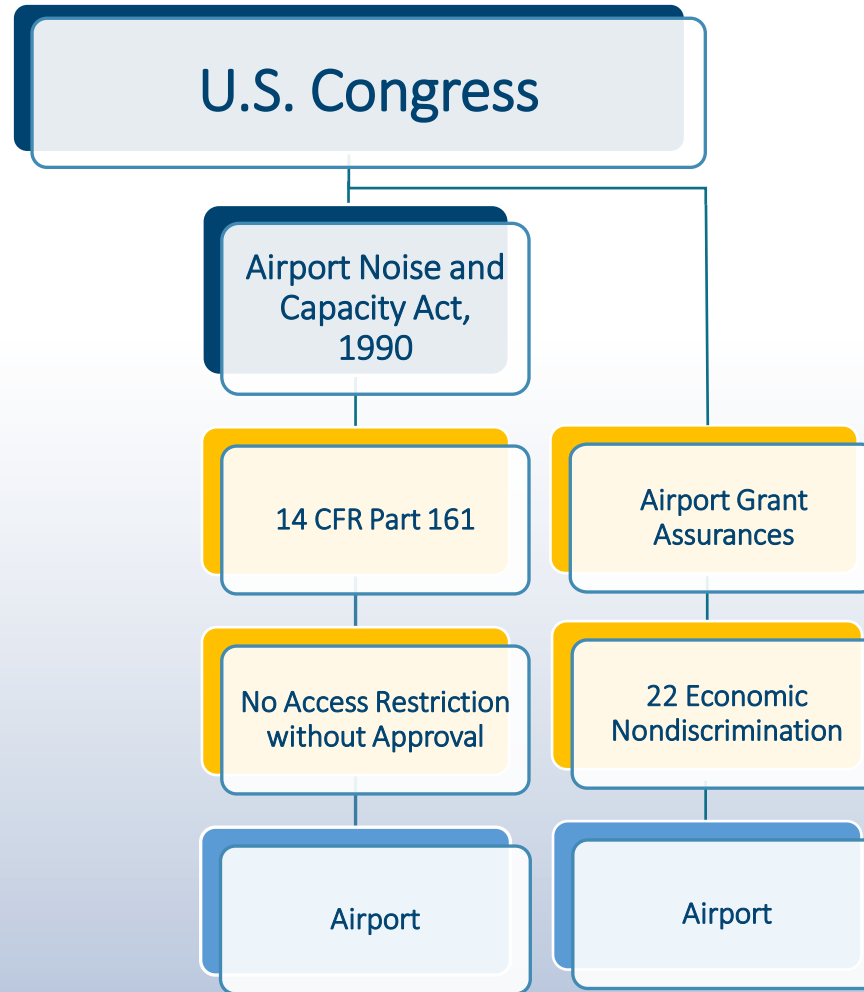 U.S. Congress
Airport Noise and
Capacity Act,
1990
14 CFR Part 161
Airport Grant
Assurances
No Access Restriction
without Approval
22 Economic
Nondiscrimination
Airport
Airport